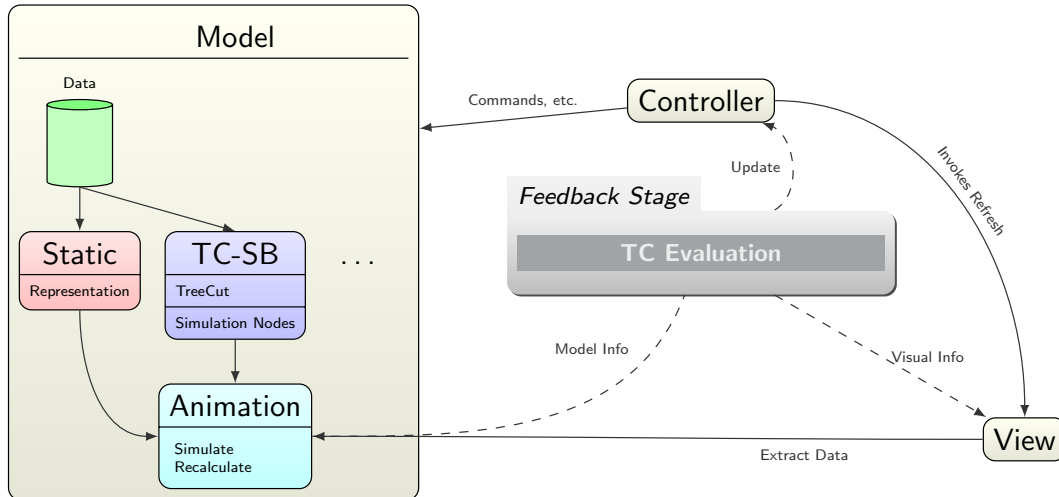 Model
Data
Static
Representation
TC-SB
TreeCut
Simulation Nodes
. . .
Animation
Simulate
Recalculate
Commands, etc.
Controller
Update
Invokes Refresh
Feedback Stage
TC Evaluation
Model Info
Visual Info
View
Extract Data